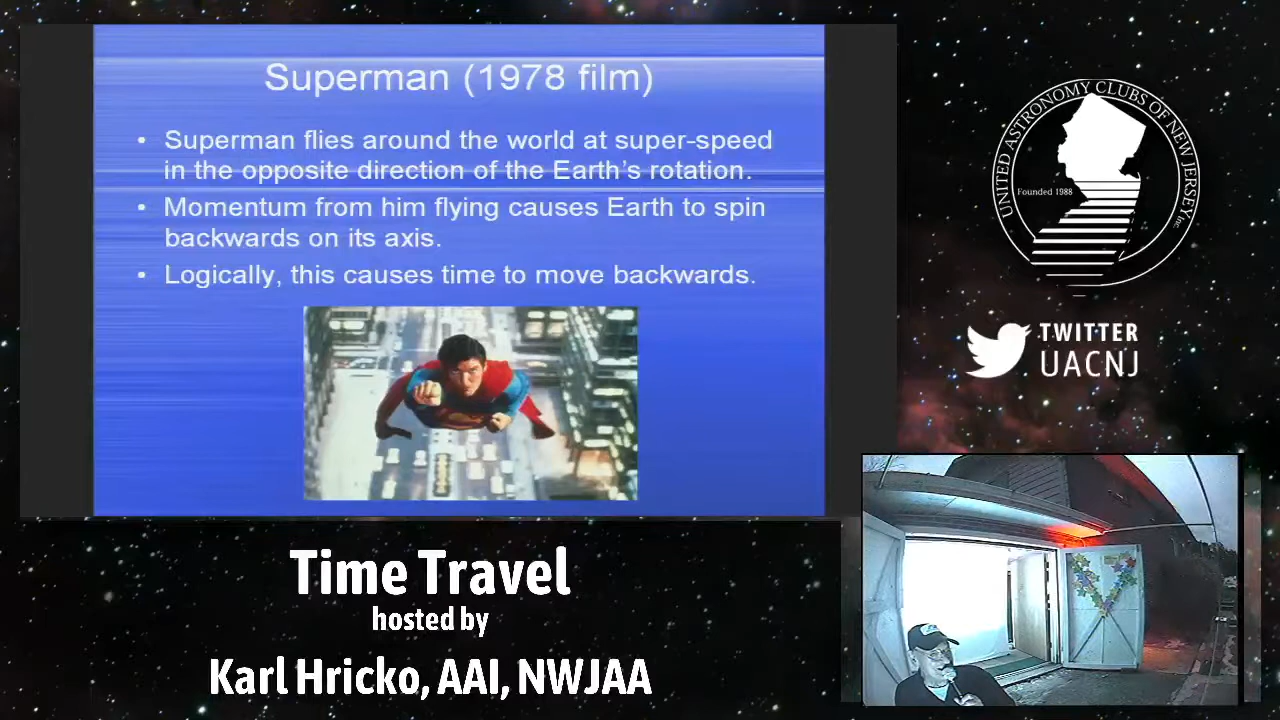 Superman (1978 film)
• Superman flies around the world at super-speed
in the opposite direction of the Earth's rotation.
• Momentum from him flying causes Earth to spin
backwards on its axis.
• Logically, this causes time to move backwards.
UNITED ASTRONOMY CLUBS OF NEW JERSEY, Inc.
Founded 1988
TWITTER
UACNJ
Time Travel
hosted by
Karl Hricko, AAI, NWJAA